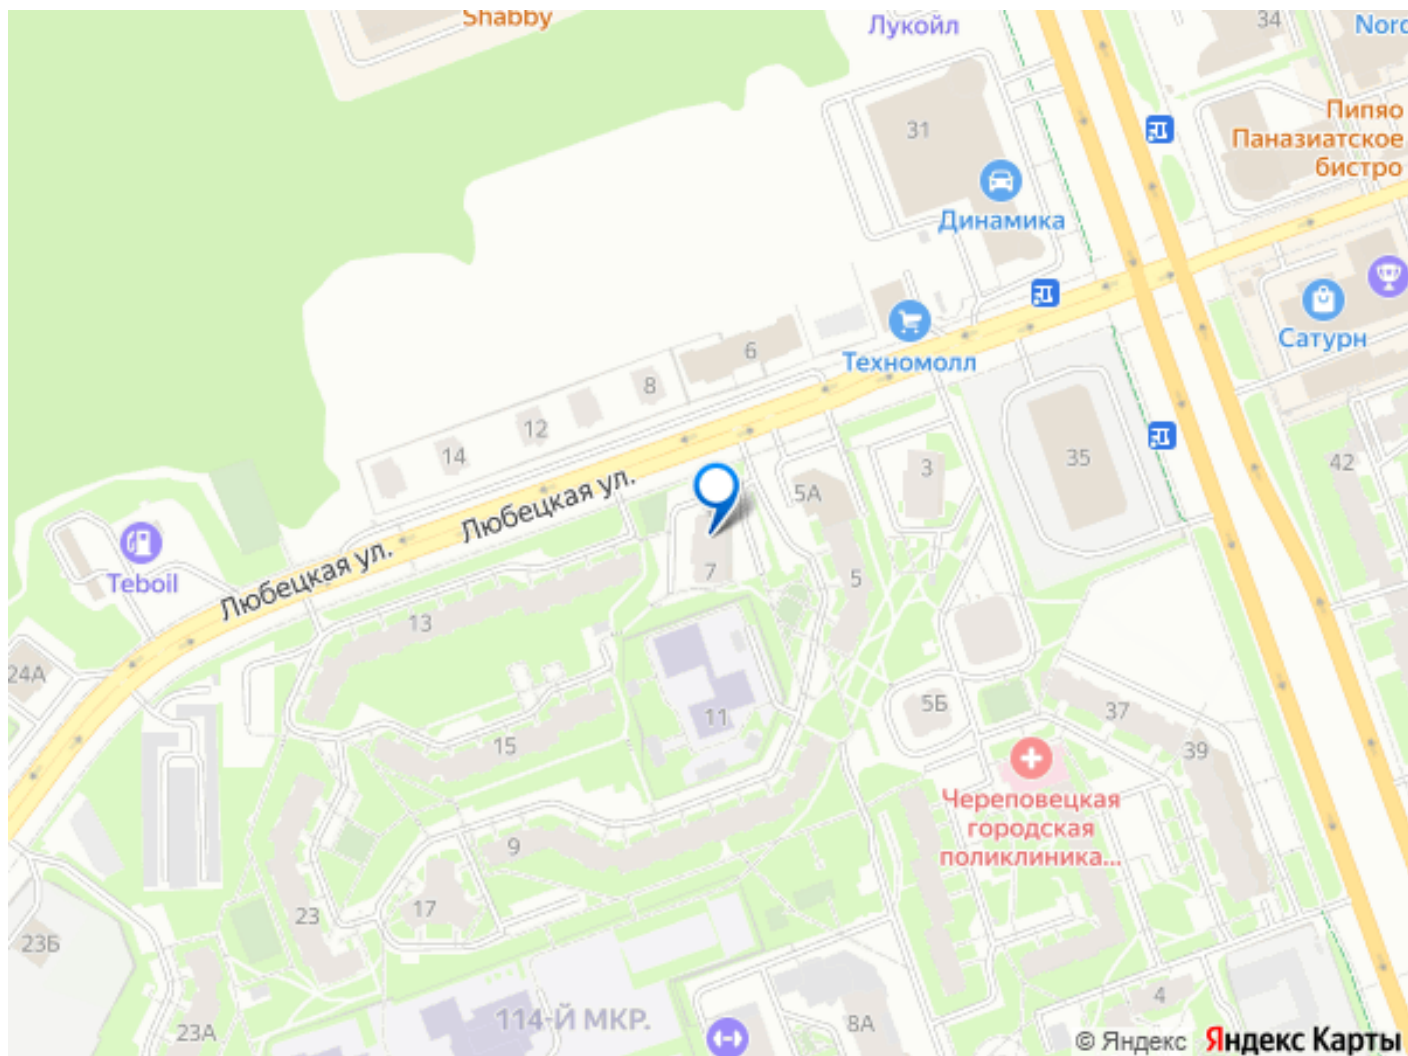 Shabby
Лукойл
34
Nord
Пипяо
Паназиатское
бистро
31
Динамика
Сатурн
Техномолл
6
8
12
14
42
35
3
5А
Любецкая ул.
Любецкая ул.
Teboil
7
5
13
24А
11
5Б
37
39
15
Череповецкая
городская
поликлиника...
9
17
23
23Б
23А
114-Й МКР.
8А
4
© Яндекс Яндекс Карты